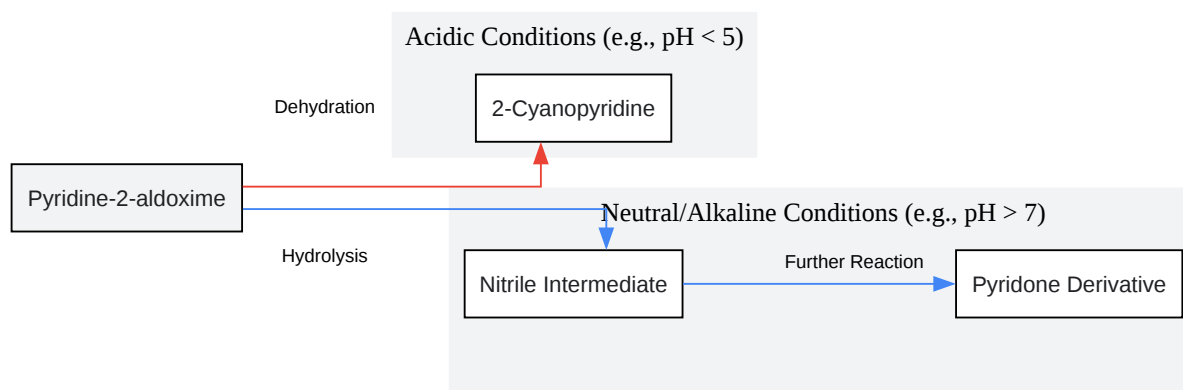 Acidic Conditions (e.g., pH < 5)
2-Cyanopyridine
Dehydration
Pyridine-2-aldoxime
Neutral/Alkaline Conditions (e.g., pH > 7)
Hydrolysis
Nitrile Intermediate
Further Reaction
Pyridone Derivative